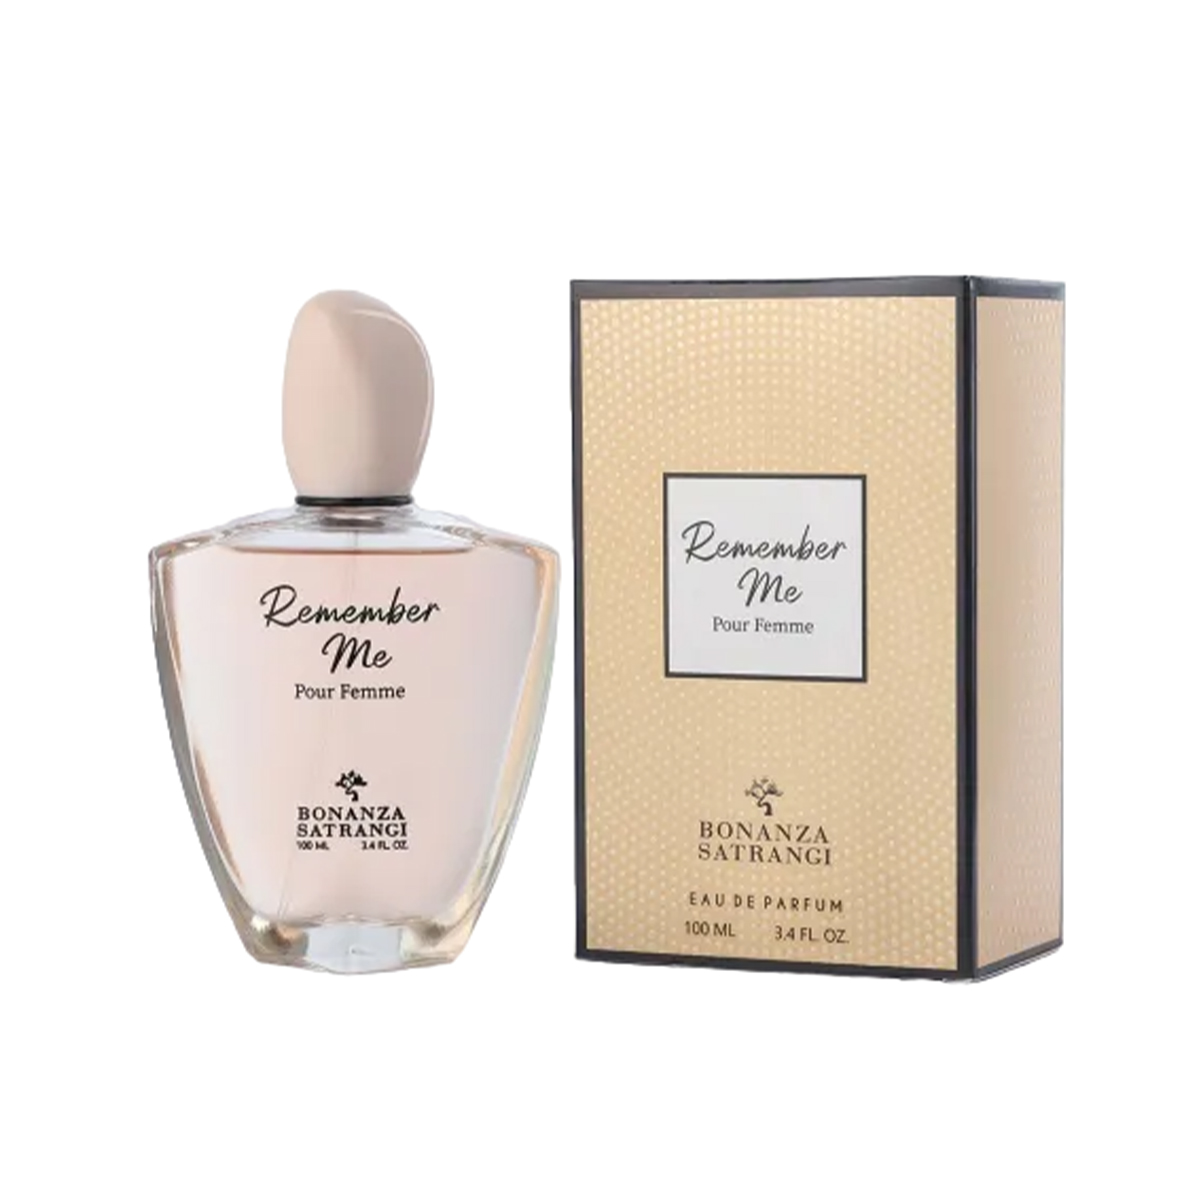 Remember
Me
Pour Femme
BONANZA
SATRANGI
100 ML 3.4 FL. OZ.
Remember
Me
Pour Femme
BONANZA
SATRANGI
EAU DE PARFUM
100 ML 3.4 FL. OZ.